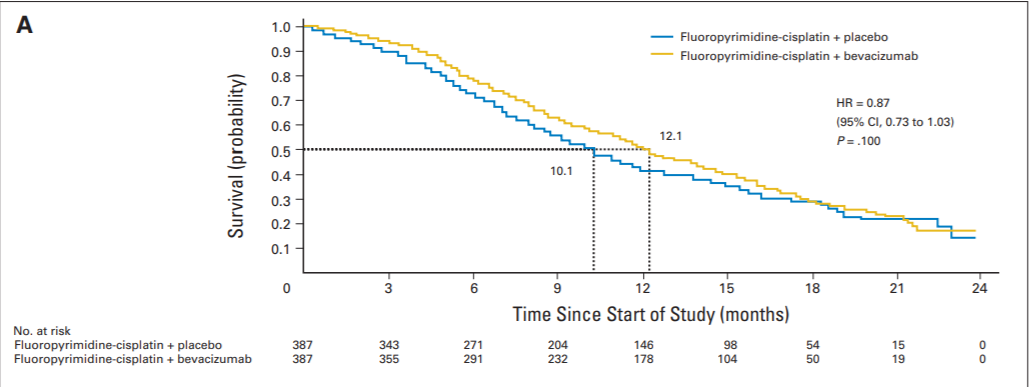 A
1.0
0.9
0.8
0.7
0.6
0.5
0.4
0.3
0.2
0.1
Survival (probability)
Fluoropyrimidine-cisplatin + placebo
Fluoropyrimidine-cisplatin + bevacizumab
HR = 0.87
(95% CI, 0.73 to 1.03)
P = .100
12.1
10.1
0 3 6 9 12 15 18 21 24
Time Since Start of Study (months)
No. at risk
Fluoropyrimidine-cisplatin + placebo 387 343 271 204 146 98 54 15 0
Fluoropyrimidine-cisplatin + bevacizumab 387 355 291 232 178 104 50 19 0